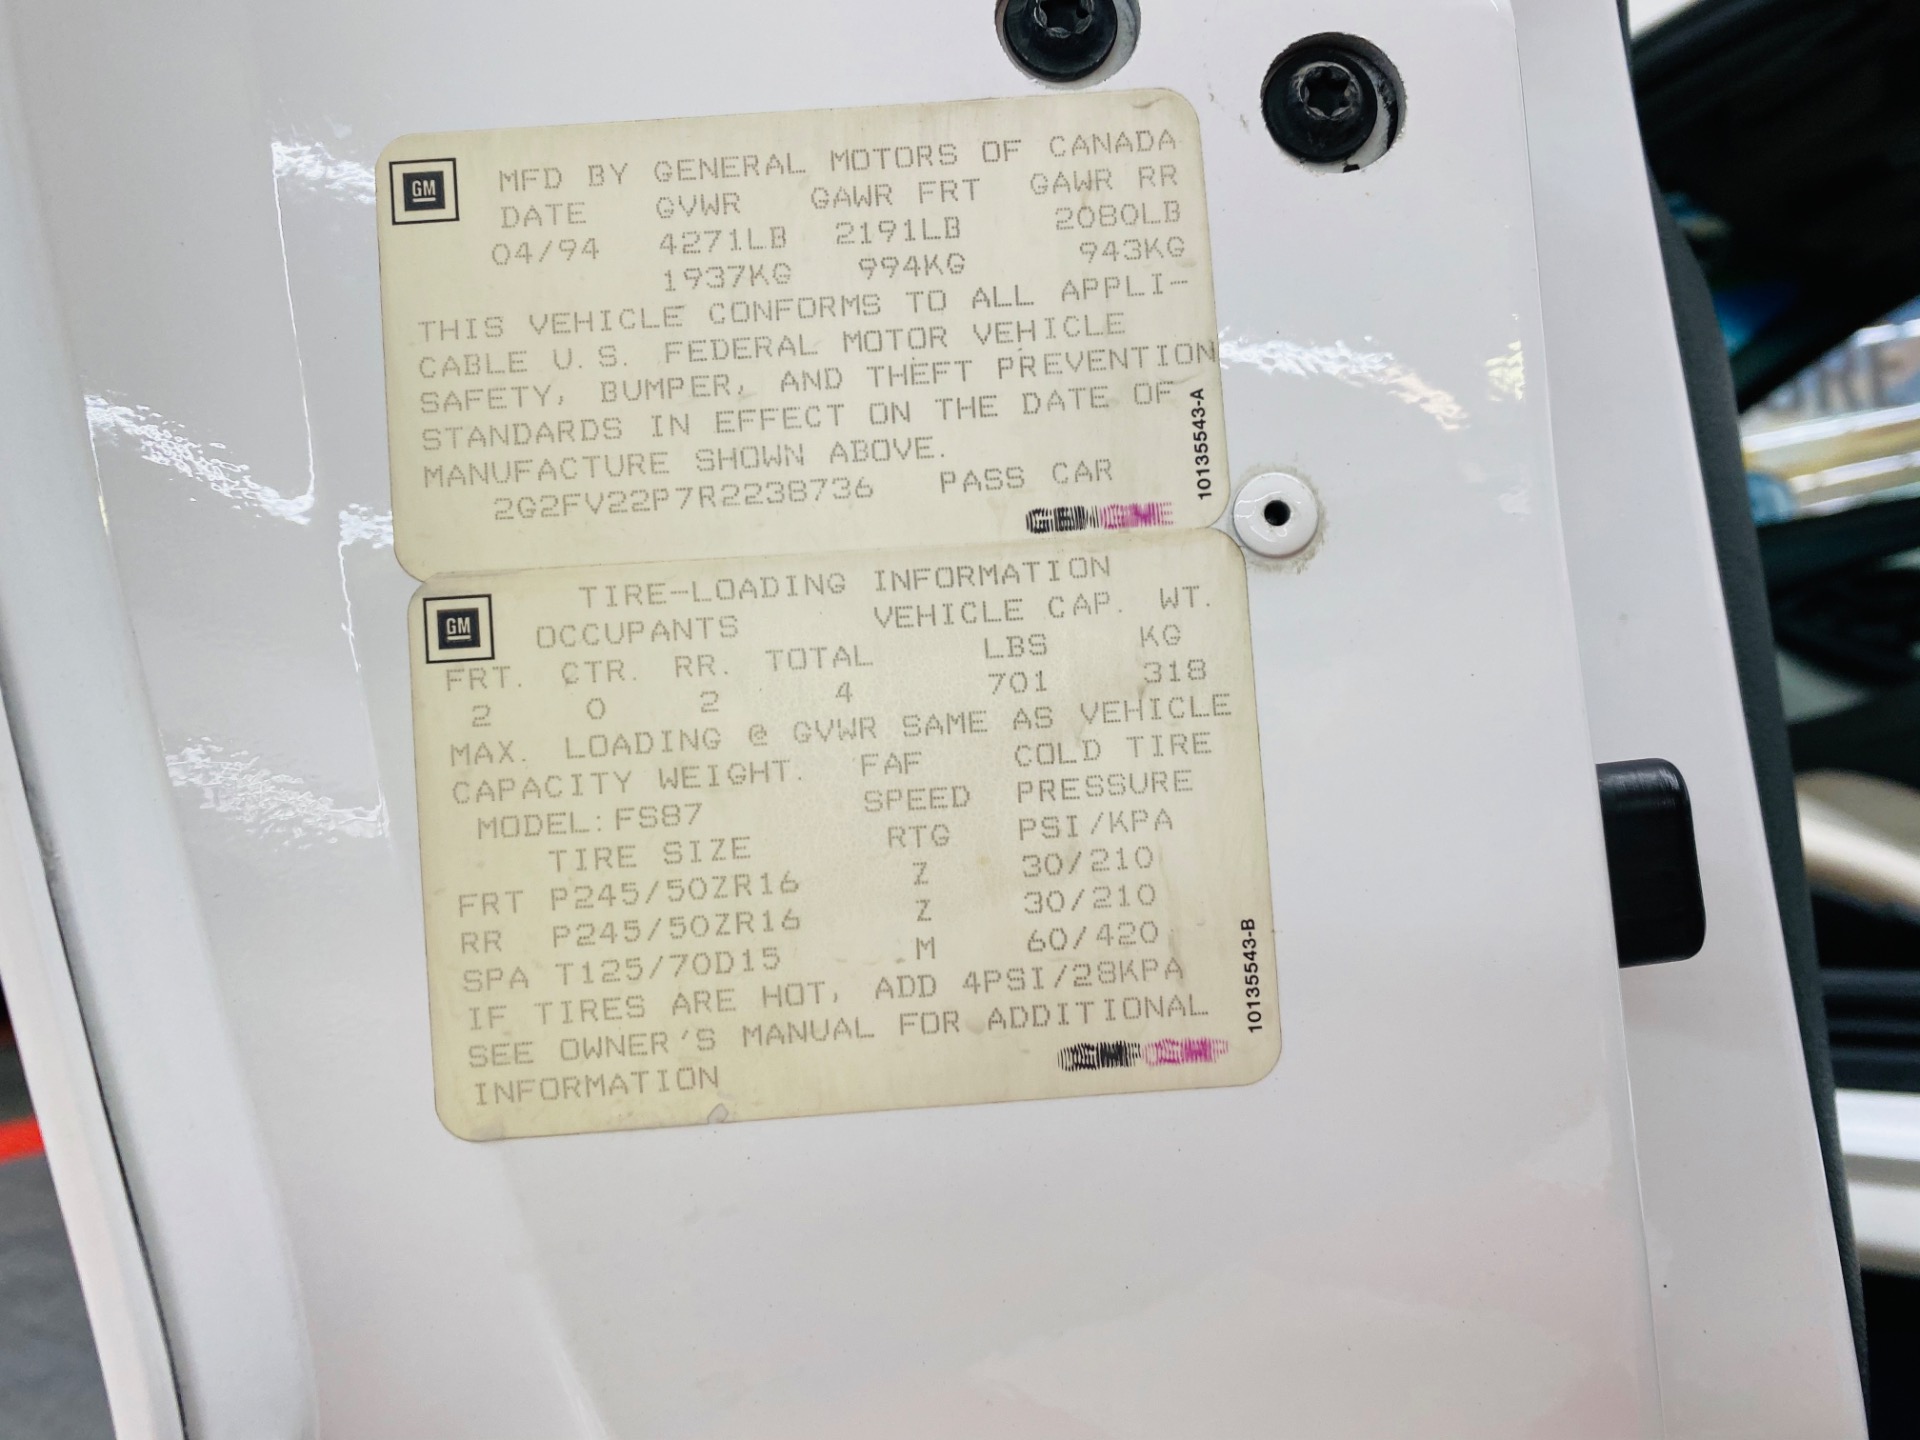 GM
MFD BY GENERAL MOTORS OF CANADA
DATE GVWR GAWR FRT GAWR RR
04/94 4271LB 2191LB 2080LB
1937KG 994KG 943KG
THIS VEHICLE CONFORMS TO ALL APPLI-
CABLE U.S. FEDERAL MOTOR VEHICLE
SAFETY, BUMPER, AND THEFT PREVENTION
STANDARDS IN EFFECT ON THE DATE OF
MANUFACTURE SHOWN ABOVE.
2G2FV22P7R2238736 PASS CAR
10135543-A
GM
TIRE-LOADING INFORMATION
OCCUPANTS VEHICLE CAP. WT.
FRT. CTR. RR. TOTAL LBS KG
2 0 2 4 701 318
MAX. LOADING @ GVWR SAME AS VEHICLE
CAPACITY WEIGHT. FAF COLD TIRE
MODEL:FS87 SPEED PRESSURE
TIRE SIZE RTG PSI/KPA
FRT P245/50ZR16 Z 30/210
RR P245/50ZR16 Z 30/210
SPA T125/70D15 M 60/420
IF TIRES ARE HOT, ADD 4PSI/28KPA
SEE OWNER'S MANUAL FOR ADDITIONAL
INFORMATION
10135543-B